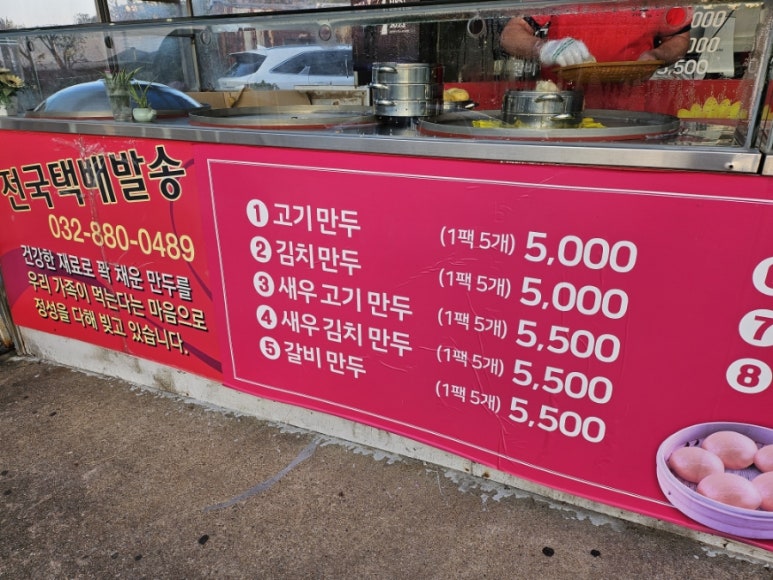 전국택배발송
032-880-0489
건강한 재료로 꽉 채운 만두를
우리 가족이 먹는다는 마음으로
정성을 다해 빚고 있습니다.
1 고기 만두 (1팩 5개) 5,000
2 김치 만두 (1팩 5개) 5,000
3 새우 고기 만두 (1팩 5개) 5,500
4 새우 김치 만두 (1팩 5개) 5,500
5 갈비 만두 (1팩 5개) 5,500
7
8